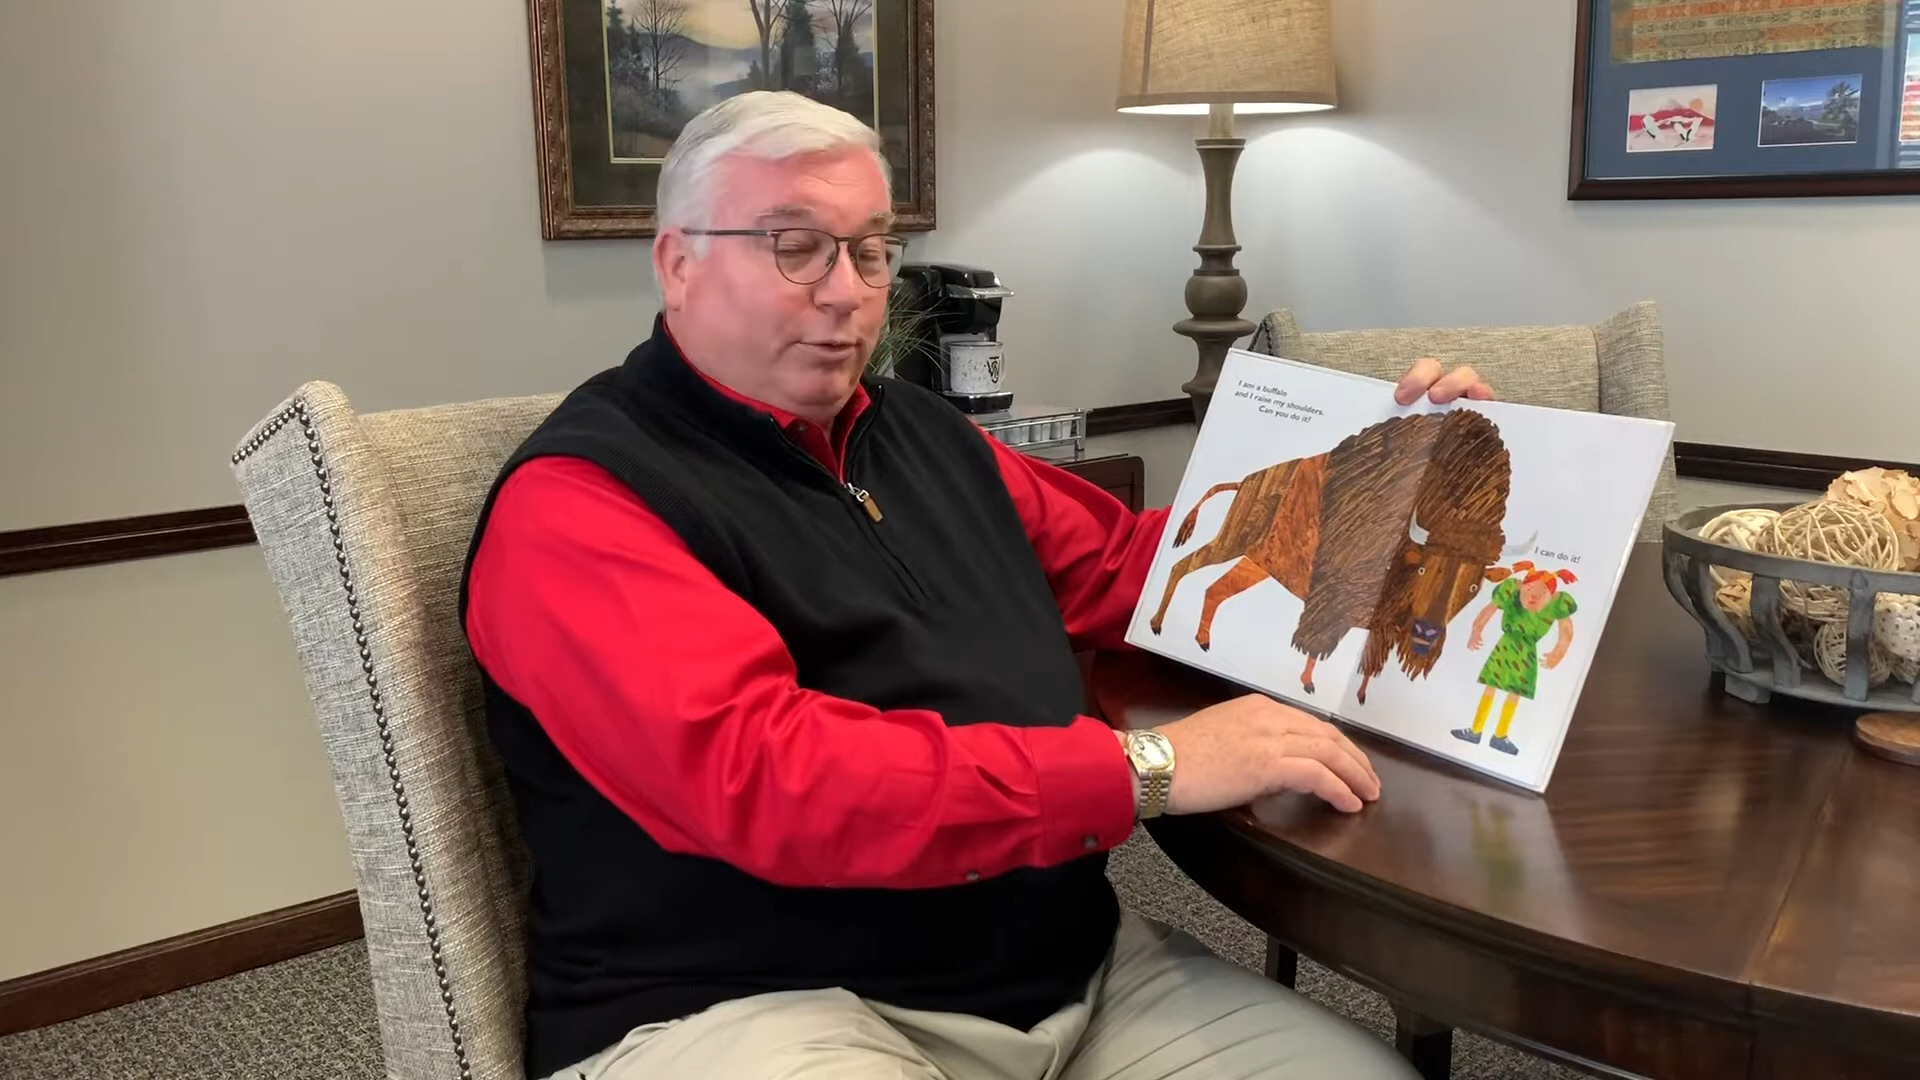 I am a buffalo
and I raise my shoulders.
Can you do it?
I can do it!